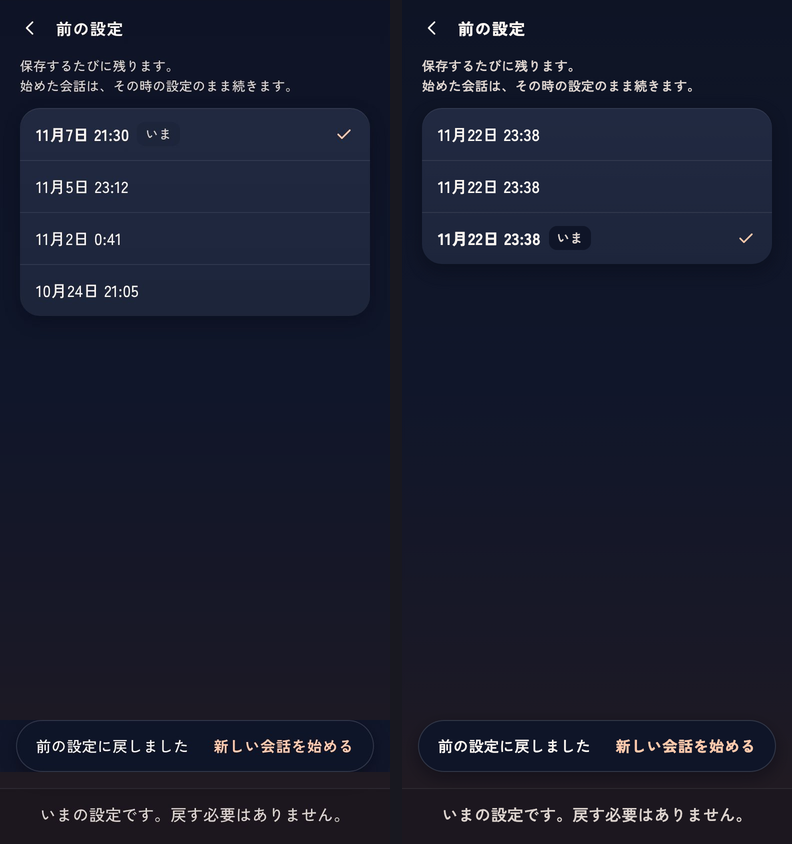 前の設定
保存するたびに残ります。
始めた会話は、その時の設定のまま続きます。
11月7日 21:30 いま
11月5日 23:12
11月2日 0:41
10月24日 21:05
前の設定に戻しました 新しい会話を始める
いまの設定です。戻す必要はありません。
前の設定
保存するたびに残ります。
始めた会話は、その時の設定のまま続きます。
11月22日 23:38
11月22日 23:38
11月22日 23:38 いま
前の設定に戻しました 新しい会話を始める
いまの設定です。戻す必要はありません。